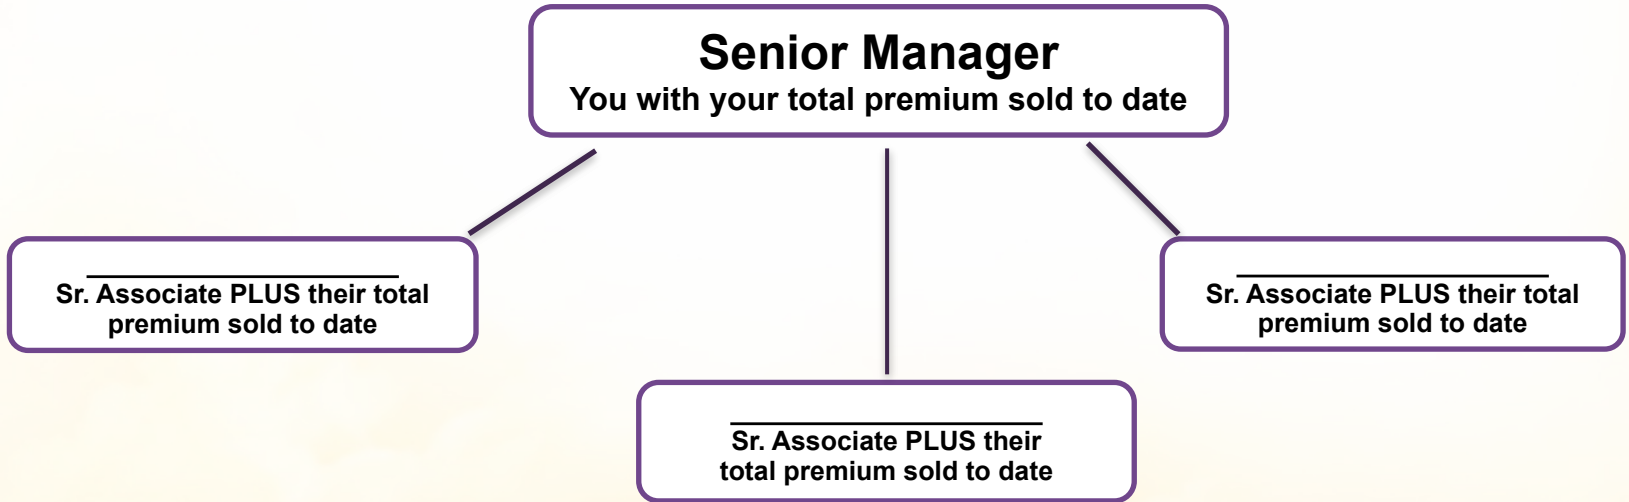 Senior Manager
You with your total premium sold to date
Sr. Associate PLUS their total
premium sold to date
Sr. Associate PLUS their total
premium sold to date
Sr. Associate PLUS their
total premium sold to date